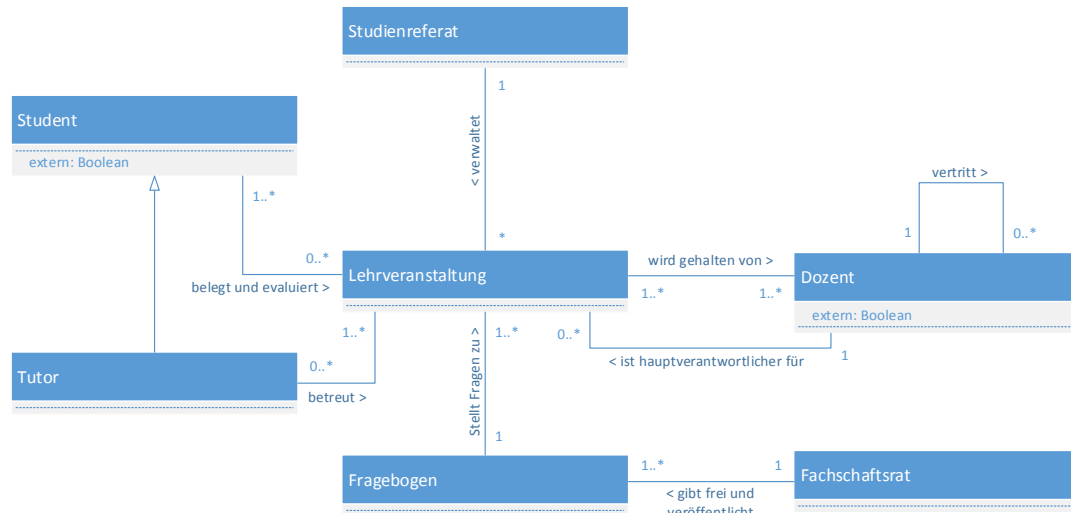 Studienreferat
1
< verwaltet
*
Student
extern: Boolean
1..*
0..*
belegt und evaluiert >
Lehrveranstaltung
wird gehalten von >
1..*
1..*
vertritt >
1
0..*
Dozent
extern: Boolean
1..*
0..*
betreut >
Tutor
1..*
Stellt Fragen zu >
1
0..*
< ist hauptverantwortlicher für
1
Fragebogen
1..*
1
< gibt frei und
veröffentlicht
Fachschaftsrat